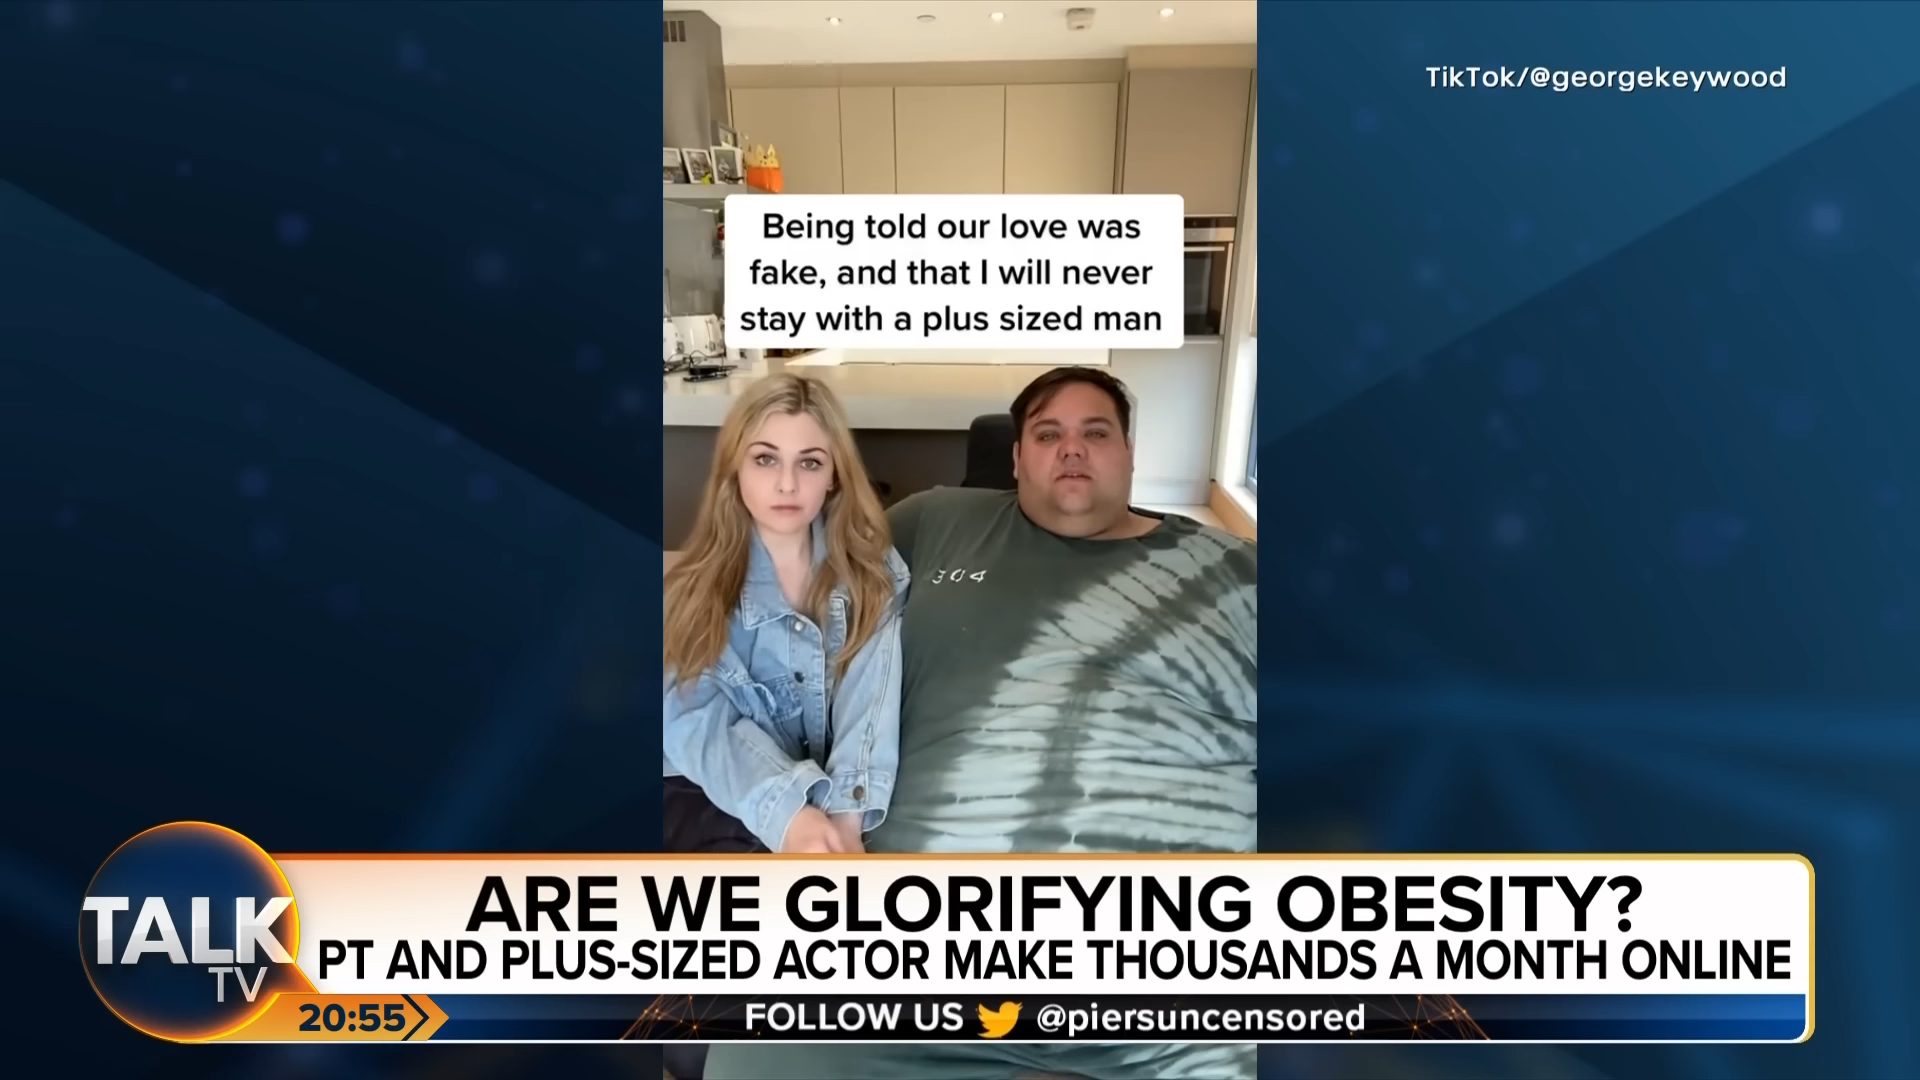 TikTok/@georgekeywood
Being told our love was
fake, and that I will never
stay with a plus sized man
304
ARE WE GLORIFYING OBESITY?
PT AND PLUS-SIZED ACTOR MAKE THOUSANDS A MONTH ONLINE
TALK
TV
20:55
FOLLOW US @piersuncensored